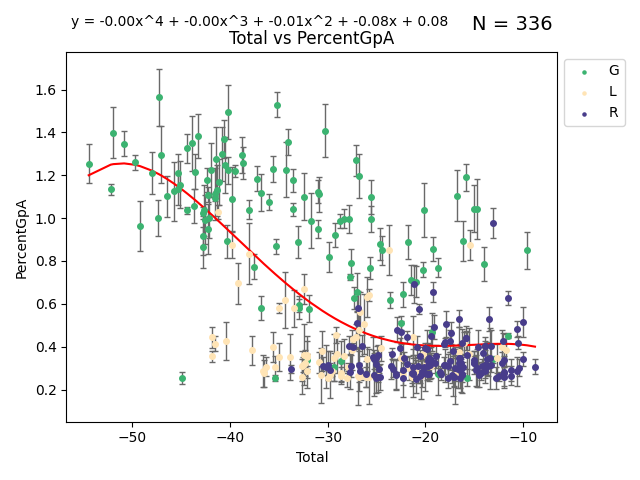 y = -0.00x^4 + -0.00x^3 + -0.01x^2 + -0.08x + 0.08
N = 336
Total vs PercentGpA
G
L
R
1.6
1.4
1.2
1.0
0.8
0.6
0.4
0.2
PercentGpA
−50
−40
−30
−20
−10
Total